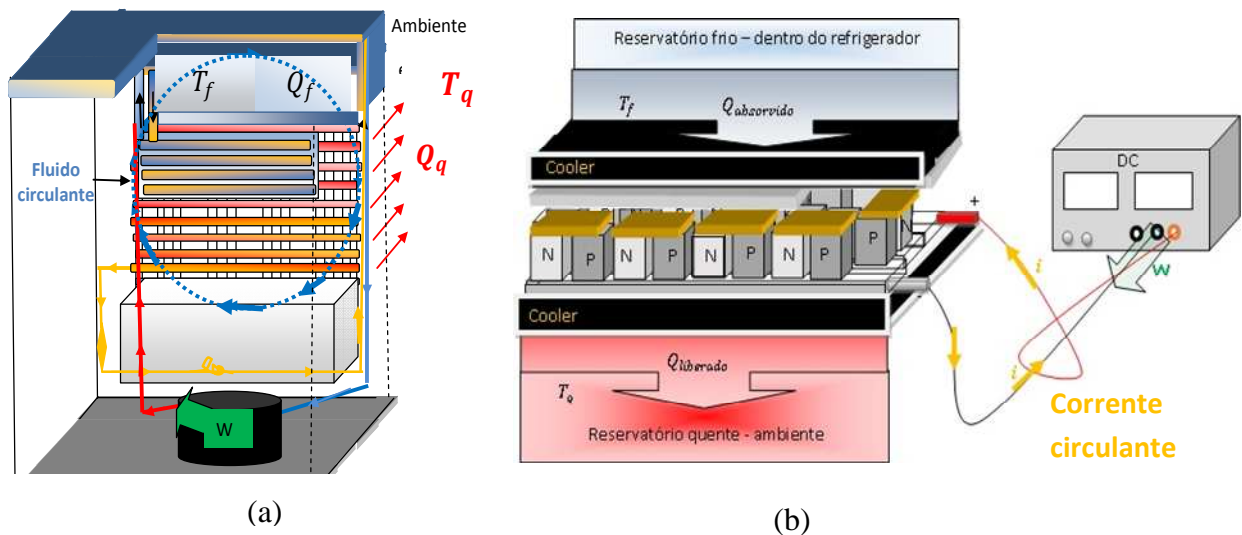 Ambiente
T_f
Q_f
T_q
Q_q
Fluido
circulante
W
(a)
Reservatório frio – dentro do refrigerador
T_f
Q_absorvido
Cooler
N
P
N
P
N
P
N
P
P
+
Cooler
Q_liberado
T_q
Reservatório quente - ambiente
DC
W
i
i
Corrente
circulante
(b)